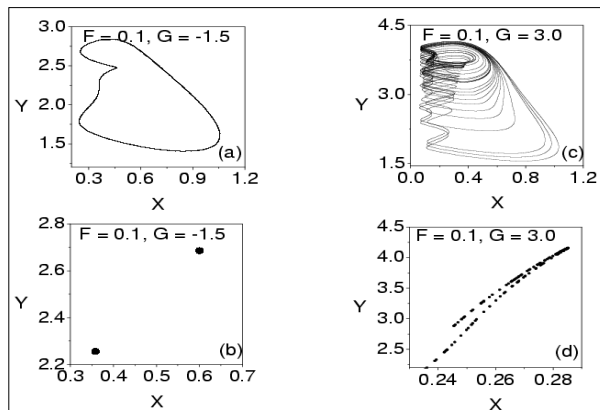 F = 0.1, G = -1.5
3.0
2.5
2.0
1.5
Y
(a)
0.3 0.6 0.9 1.2
X
F = 0.1, G = 3.0
4.5
3.0
1.5
Y
(c)
0.0 0.4 0.8 1.2
X
F = 0.1, G = -1.5
2.8
2.6
2.4
2.2
Y
(b)
0.3 0.4 0.5 0.6 0.7
X
F = 0.1, G = 3.0
4.5
4.0
3.5
3.0
2.5
Y
(d)
0.24 0.26 0.28
X